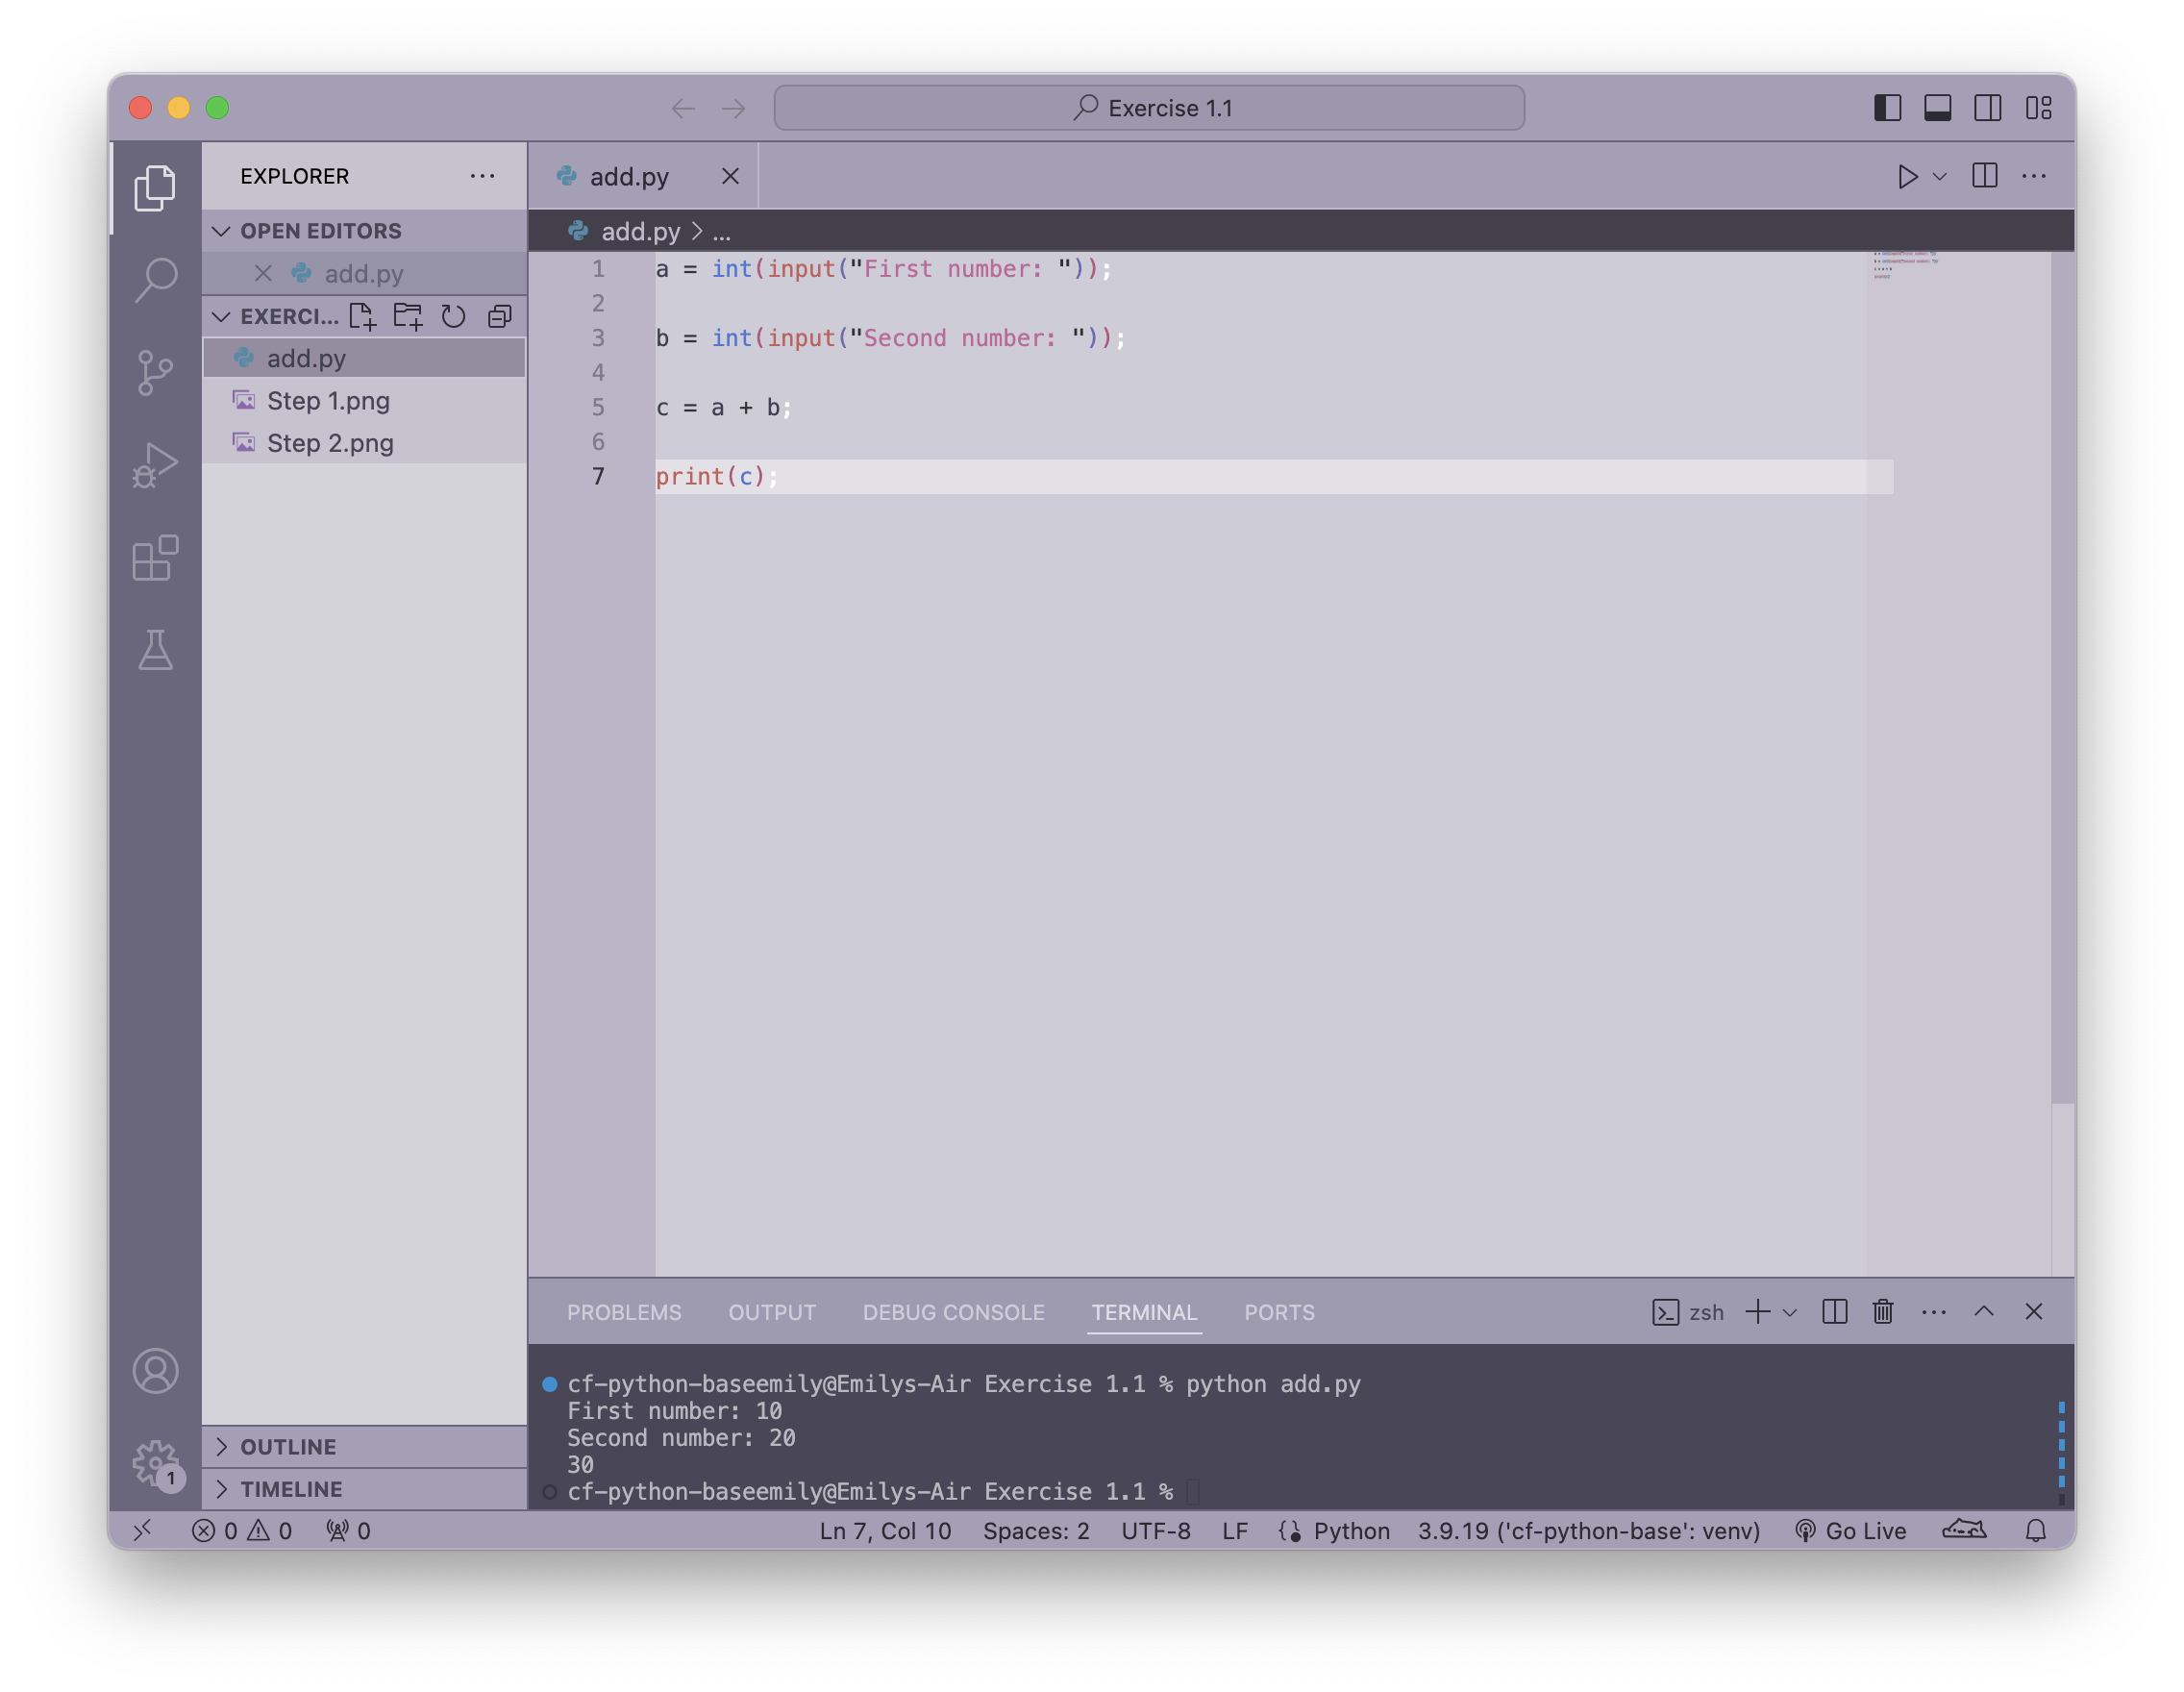 Exercise 1.1
EXPLORER
add.py
OPEN EDITORS
add.py > ...
add.py
1 a = int(input("First number: "));
2
EXERCI...
3 b = int(input("Second number: "));
add.py
4
Step 1.png
5 c = a + b;
Step 2.png
6
7 print(c);
PROBLEMS OUTPUT DEBUG CONSOLE TERMINAL PORTS zsh
cf-python-baseemily@Emilys-Air Exercise 1.1 % python add.py
First number: 10
Second number: 20
30
cf-python-baseemily@Emilys-Air Exercise 1.1 %
OUTLINE
1
TIMELINE
0 0 0 Ln 7, Col 10 Spaces: 2 UTF-8 LF Python 3.9.19 ('cf-python-base': venv) Go Live